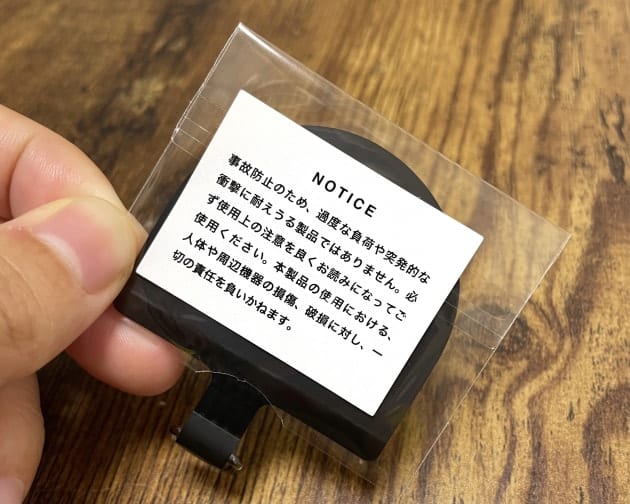 NOTICE
事故防止のため、過度な負荷や突発的な
衝撃に耐えうる製品ではありません。必
ず使用上の注意を良くお読みになってご
使用ください。本製品の使用における、
人体や周辺機器の損傷、破損に対し、一
切の責任を負いかねます。